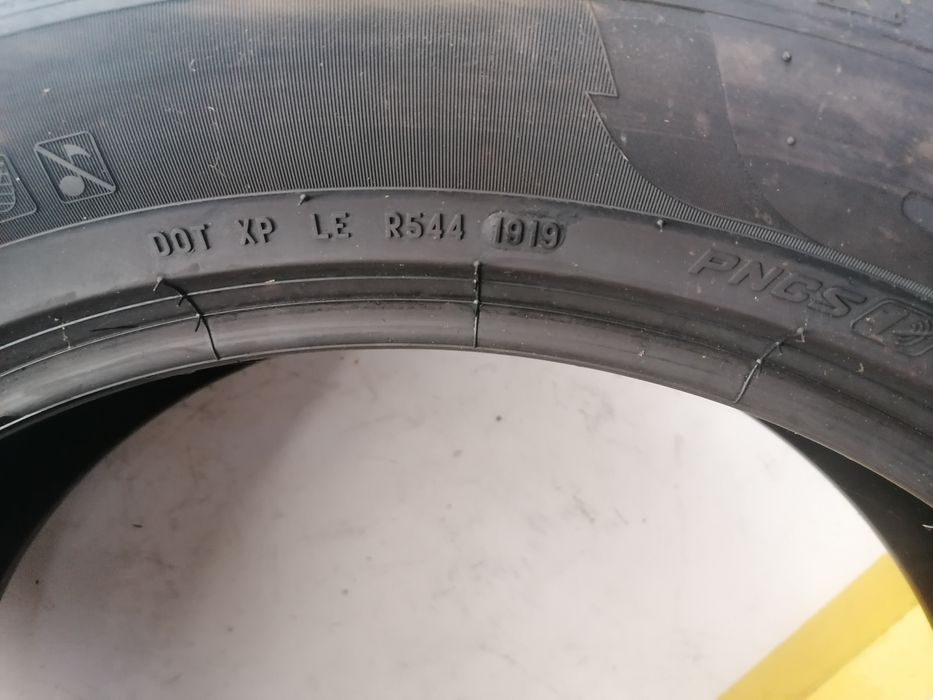 DOT XP LE R544 1919
PNCS